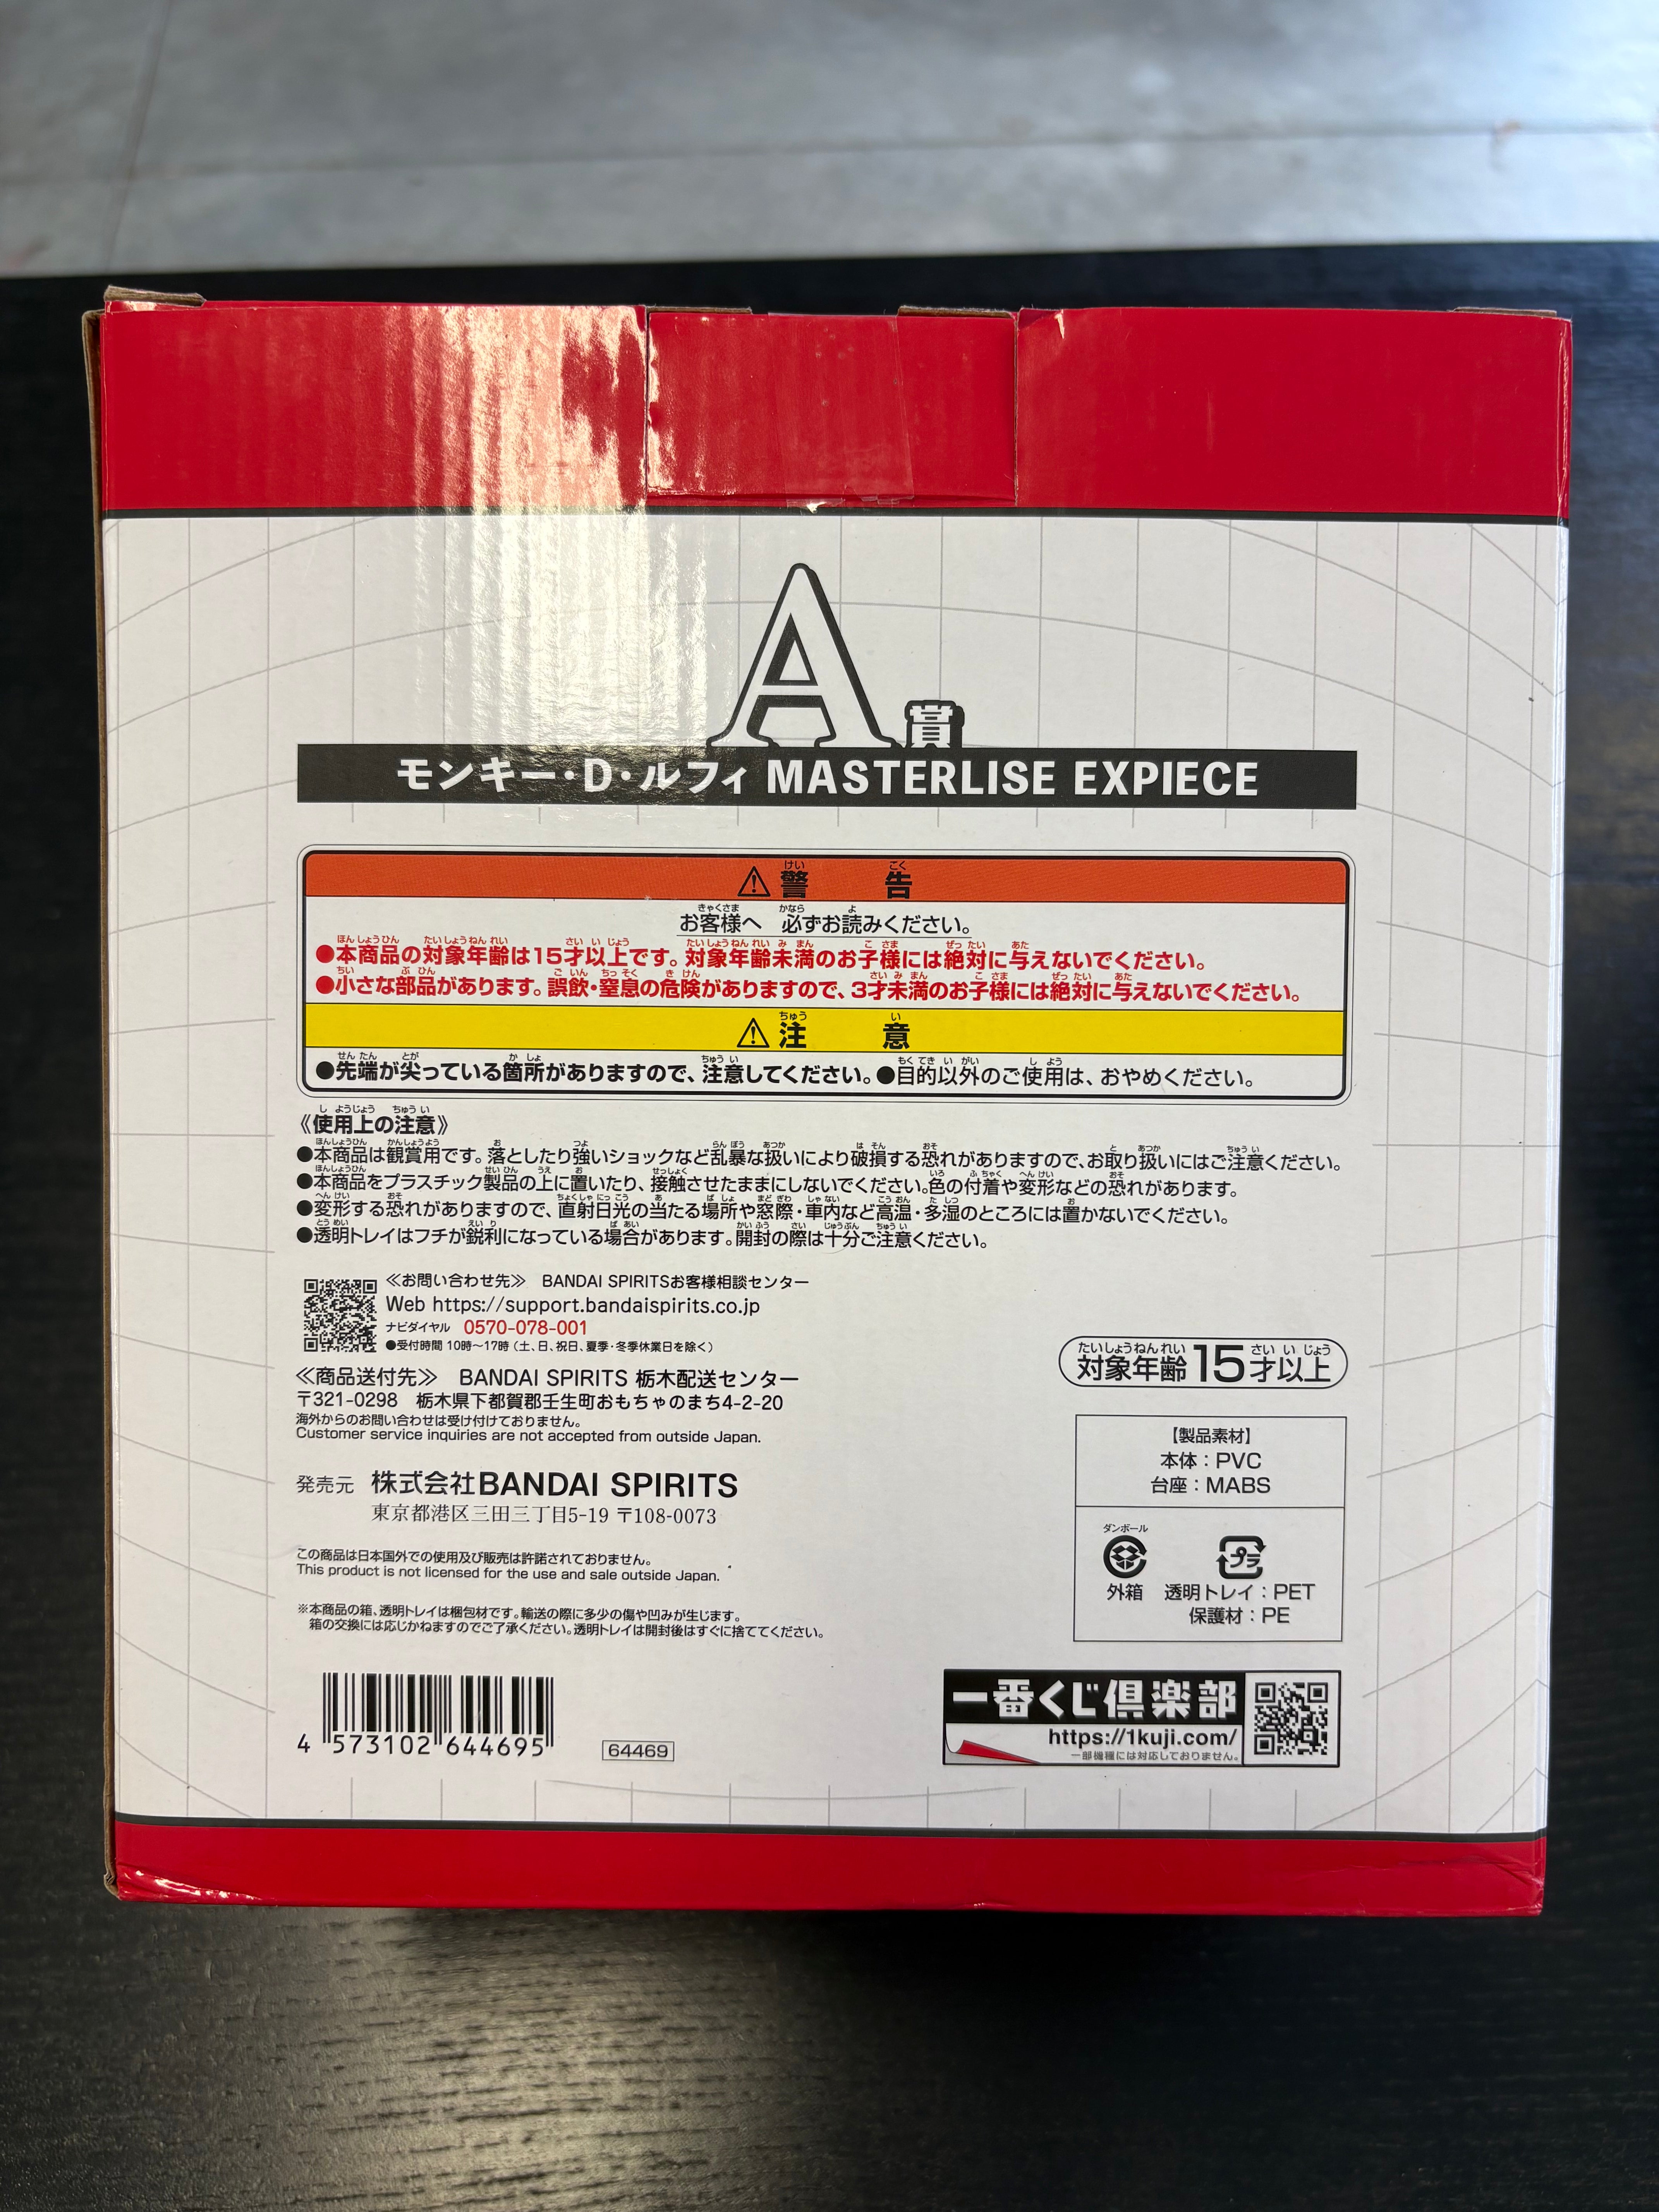 A賞
モンキー・D・ルフィ MASTERLISE EXPIECE
⚠警告
お客様へ 必ずお読みください。
●本商品の対象年齢は15才以上です。対象年齢未満のお子様には絶対に与えないでください。
●小さな部品があります。誤飲・窒息の危険がありますので、3才未満のお子様には絶対に与えないでください。
⚠注意
●先端が尖っている箇所がありますので、注意してください。●目的以外のご使用は、おやめください。
《使用上の注意》
●本商品は観賞用です。落としたり強いショックなど乱暴な扱いにより破損する恐れがありますので、お取り扱いにはご注意ください。
●本商品をプラスチック製品の上に置いたり、接触させたままにしないでください。色の付着や変形などの恐れがあります。
●変形する恐れがありますので、直射日光の当たる場所や窓際・車内など高温・多湿のところには置かないでください。
●透明トレイはフチが鋭利になっている場合があります。開封の際は十分ご注意ください。
≪お問い合わせ先≫ BANDAI SPIRITSお客様相談センター
Web https://support.bandaispirits.co.jp
ナビダイヤル 0570-078-001
●受付時間 10時～17時（土、日、祝日、夏季・冬季休業日を除く）
≪商品送付先≫ BANDAI SPIRITS 栃木配送センター
〒321-0298 栃木県下都賀郡壬生町おもちゃのまち4-2-20
海外からのお問い合わせは受け付けておりません。
Customer service inquiries are not accepted from outside Japan.
発売元 株式会社BANDAI SPIRITS
東京都港区三田三丁目5-19 〒108-0073
この商品は日本国外での使用及び販売は許諾されておりません。
This product is not licensed for the use and sale outside Japan.
※本商品の箱、透明トレイは梱包材です。輸送の際に多少の傷や凹みが生じます。
箱の交換には応じかねますのでご了承ください。透明トレイは開封後はすぐに捨ててください。
4 573102 644695
64469
対象年齢15才以上
【製品素材】
本体：PVC
台座：MABS
ダンボール
外箱
プラ
透明トレイ：PET
保護材：PE
一番くじ倶楽部
https://1kuji.com/
一部機種には対応しておりません。